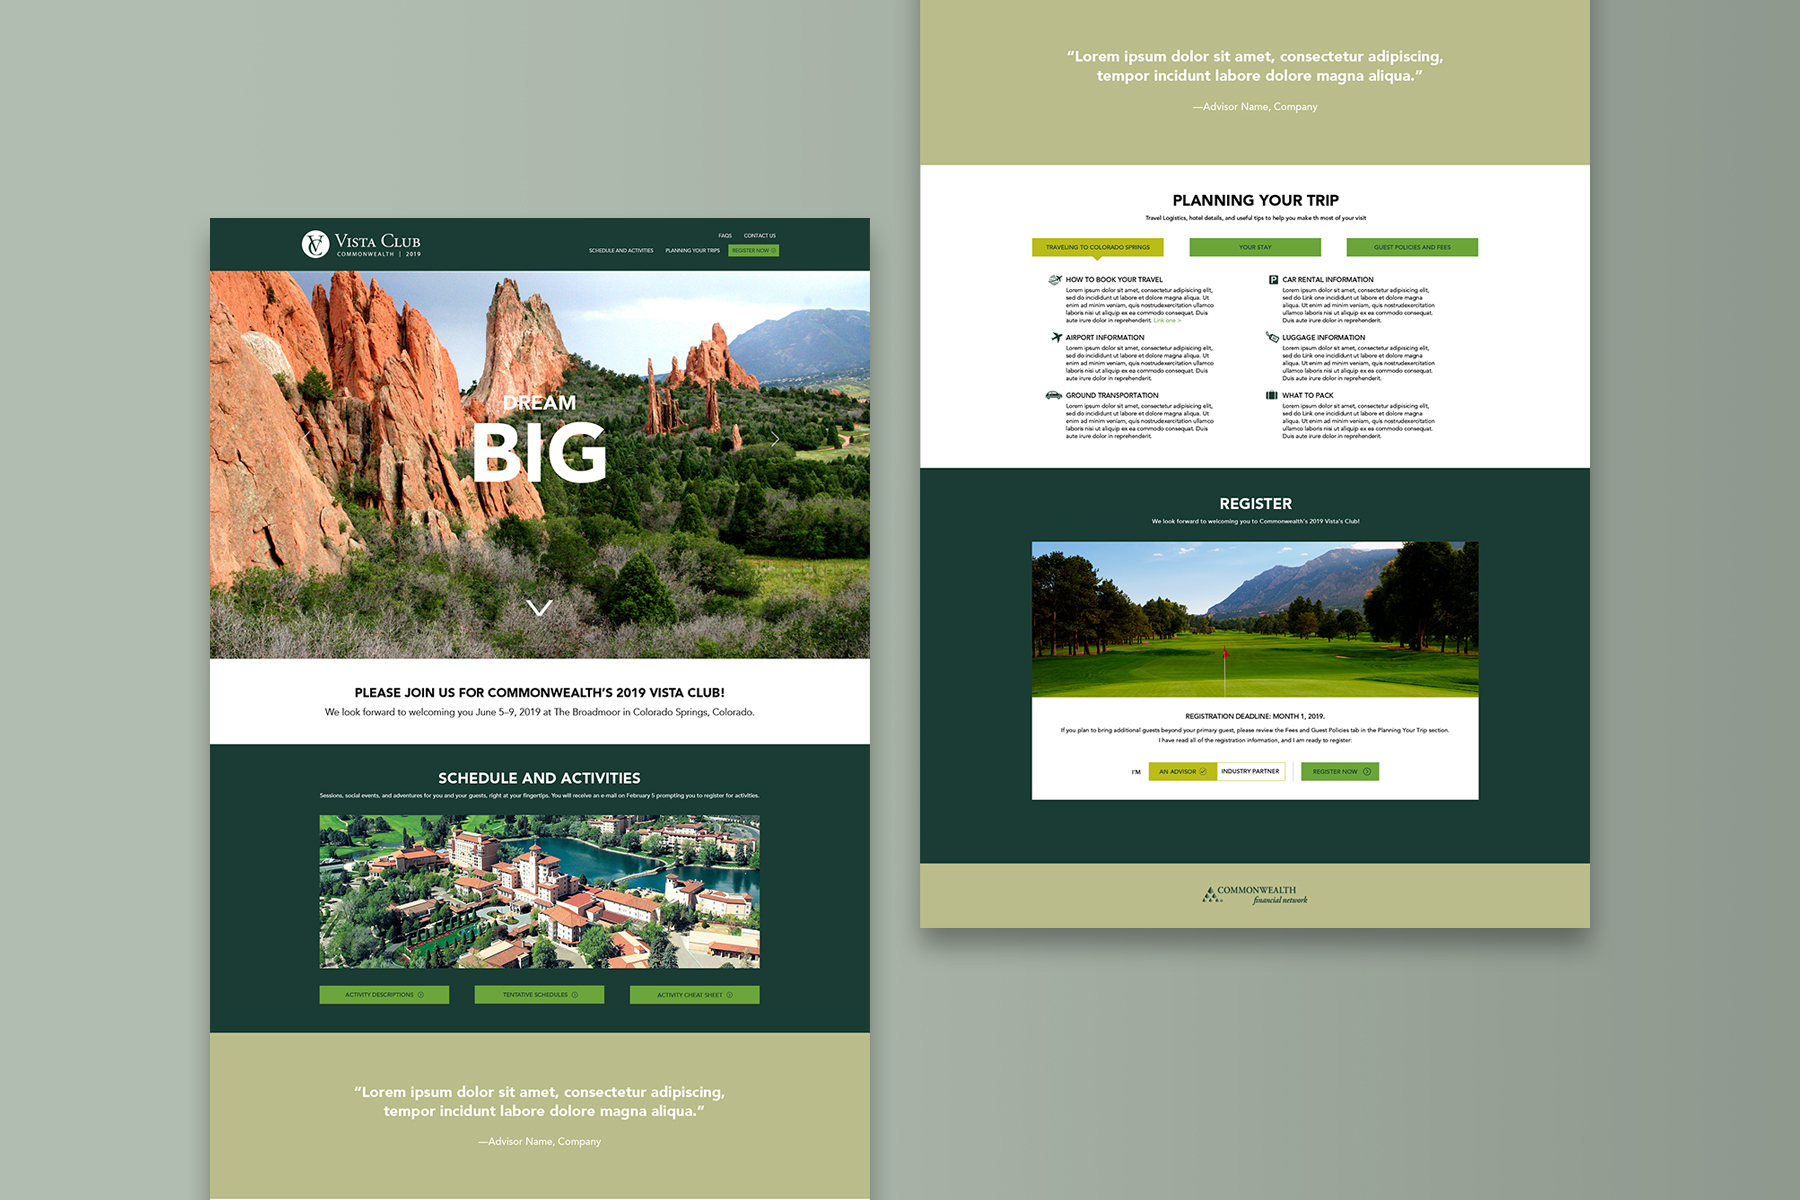 VC
VISTA CLUB
COMMONWEALTH | 2019
FAQS CONTACT US
SCHEDULE AND ACTIVITIES PLANNING YOUR TRIPS REGISTER NOW
DREAM
BIG
PLEASE JOIN US FOR COMMONWEALTH'S 2019 VISTA CLUB!
We look forward to welcoming you June 5–9, 2019 at The Broadmoor in Colorado Springs, Colorado.
SCHEDULE AND ACTIVITIES
Sessions, social events, and adventures for you and your guests, right at your fingertips. You will receive an e-mail on February 5 prompting you to register for activities.
ACTIVITY DESCRIPTIONS TENTATIVE SCHEDULES ACTIVITY CHEAT SHEET
“Lorem ipsum dolor sit amet, consectetur adipiscing,
tempor incidunt labore dolore magna aliqua.”
—Advisor Name, Company
“Lorem ipsum dolor sit amet, consectetur adipiscing,
tempor incidunt labore dolore magna aliqua.”
—Advisor Name, Company
PLANNING YOUR TRIP
Travel Logistics, hotel details, and useful tips to help you make th most of your visit
TRAVELING TO COLORADO SPRINGS YOUR STAY GUEST POLICIES AND FEES
HOW TO BOOK YOUR TRAVEL
Lorem ipsum dolor sit amet, consectetur adipisicing elit,
sed do incididunt ut labore et dolore magna aliqua. Ut
enim ad minim veniam, quis nostrudexercitation ullamco
laboris nisi ut aliquip ex ea commodo consequat. Duis
aute irure dolor in reprehenderit. Link one >
AIRPORT INFORMATION
Lorem ipsum dolor sit amet, consectetur adipisicing elit,
sed do incididunt ut labore et dolore magna aliqua. Ut
enim ad minim veniam, quis nostrudexercitation ullamco
laboris nisi ut aliquip ex ea commodo consequat. Duis
aute irure dolor in reprehenderit.
GROUND TRANSPORTATION
Lorem ipsum dolor sit amet, consectetur adipisicing elit,
sed do incididunt ut labore et dolore magna aliqua. Ut
enim ad minim veniam, quis nostrudexercitation ullamco
laboris nisi ut aliquip ex ea commodo consequat. Duis
aute irure dolor in reprehenderit.
P
CAR RENTAL INFORMATION
Lorem ipsum dolor sit amet, consectetur adipisicing elit,
sed do Link one incididunt ut labore et dolore magna
aliqua. Ut enim ad minim veniam, quis nostrudexercitation
ullamco laboris nisi ut aliquip ex ea commodo consequat.
Duis aute irure dolor in reprehenderit.
LUGGAGE INFORMATION
Lorem ipsum dolor sit amet, consectetur adipisicing elit,
sed do Link one incididunt ut labore et dolore magna
aliqua. Ut enim ad minim veniam, quis nostrudexercitation
ullamco laboris nisi ut aliquip ex ea commodo consequat.
Duis aute irure dolor in reprehenderit.
WHAT TO PACK
Lorem ipsum dolor sit amet, consectetur adipisicing elit,
sed do Link one incididunt ut labore et dolore magna
aliqua. Ut enim ad minim veniam, quis nostrudexercitation
ullamco laboris nisi ut aliquip ex ea commodo consequat.
Duis aute irure dolor in reprehenderit.
REGISTER
We look forward to welcoming you to Commonwealth's 2019 Vista's Club!
REGISTRATION DEADLINE: MONTH 1, 2019.
If you plan to bring additional guests beyond your primary guest, please review the Fees and Guest Policies tab in the Planning Your Trip section.
I have read all of the registration information, and I am ready to register:
I'M AN ADVISOR INDUSTRY PARTNER REGISTER NOW
COMMONWEALTH
financial network